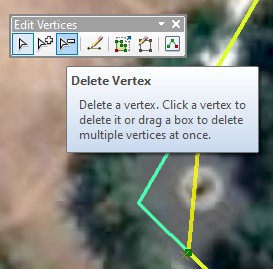 Edit Vertices
Delete Vertex
Delete a vertex. Click a vertex to
delete it or drag a box to delete
multiple vertices at once.